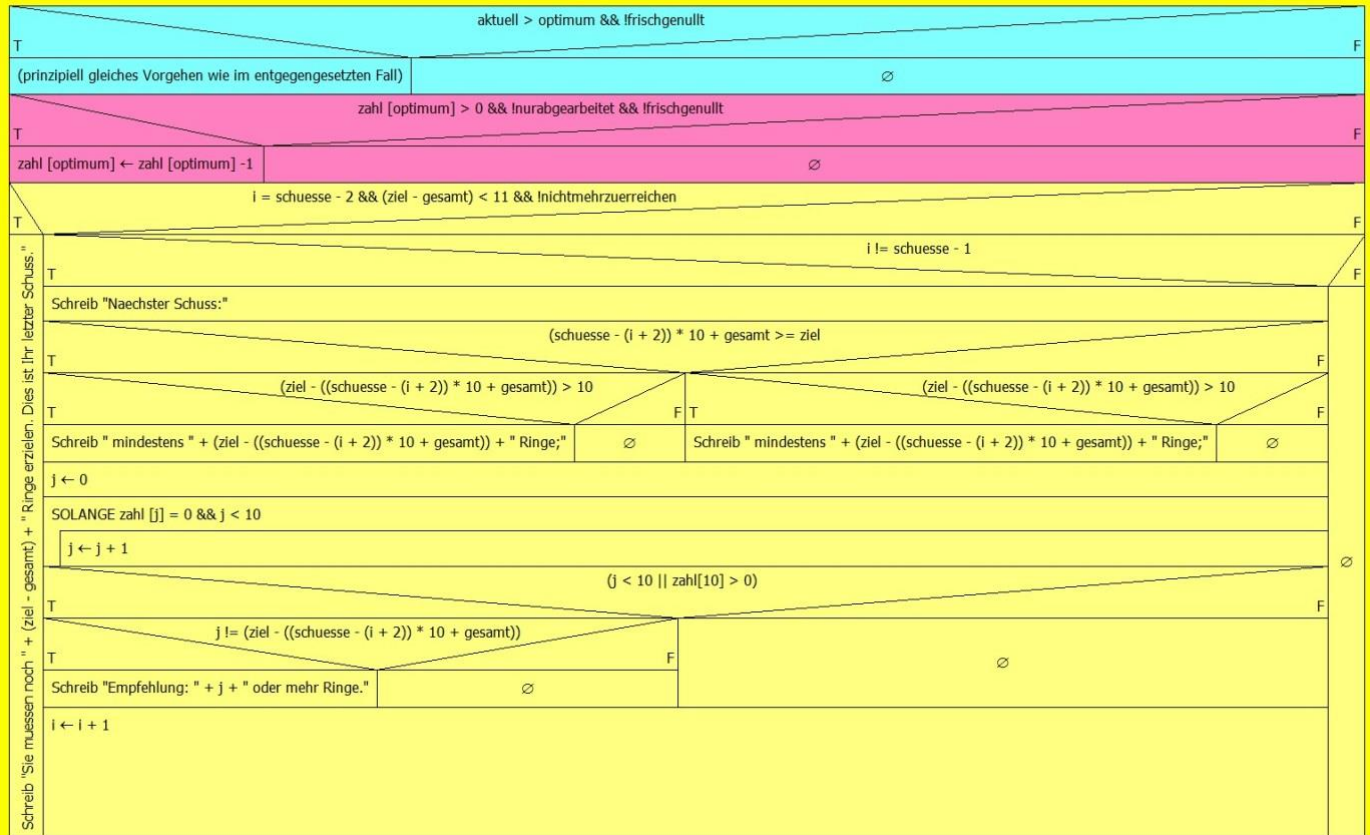 aktuell > optimum && !frischgenullt
T F
(prinzipiell gleiches Vorgehen wie im entgegengesetzten Fall) ∅
zahl [optimum] > 0 && !nurabgearbeitet && !frischgenullt
T F
zahl [optimum] ← zahl [optimum] -1 ∅
i = schuesse - 2 && (ziel - gesamt) < 11 && !nichtmehrzuerreichen
T F
Schreib "Sie muessen noch " + (ziel - gesamt) + " Ringe erzielen. Dies ist Ihr letzter Schuss."
i != schuesse - 1
T F
Schreib "Naechster Schuss:"
(schuesse - (i + 2)) * 10 + gesamt >= ziel
T F
(ziel - ((schuesse - (i + 2)) * 10 + gesamt)) > 10 (ziel - ((schuesse - (i + 2)) * 10 + gesamt)) > 10
T F T F
Schreib " mindestens " + (ziel - ((schuesse - (i + 2)) * 10 + gesamt)) + " Ringe;" ∅ Schreib " mindestens " + (ziel - ((schuesse - (i + 2)) * 10 + gesamt)) + " Ringe;" ∅
j ← 0
SOLANGE zahl [j] = 0 && j < 10
j ← j + 1
∅
(j < 10 || zahl[10] > 0)
T F
j != (ziel - ((schuesse - (i + 2)) * 10 + gesamt))
T F
∅
Schreib "Empfehlung: " + j + " oder mehr Ringe." ∅
i ← i + 1